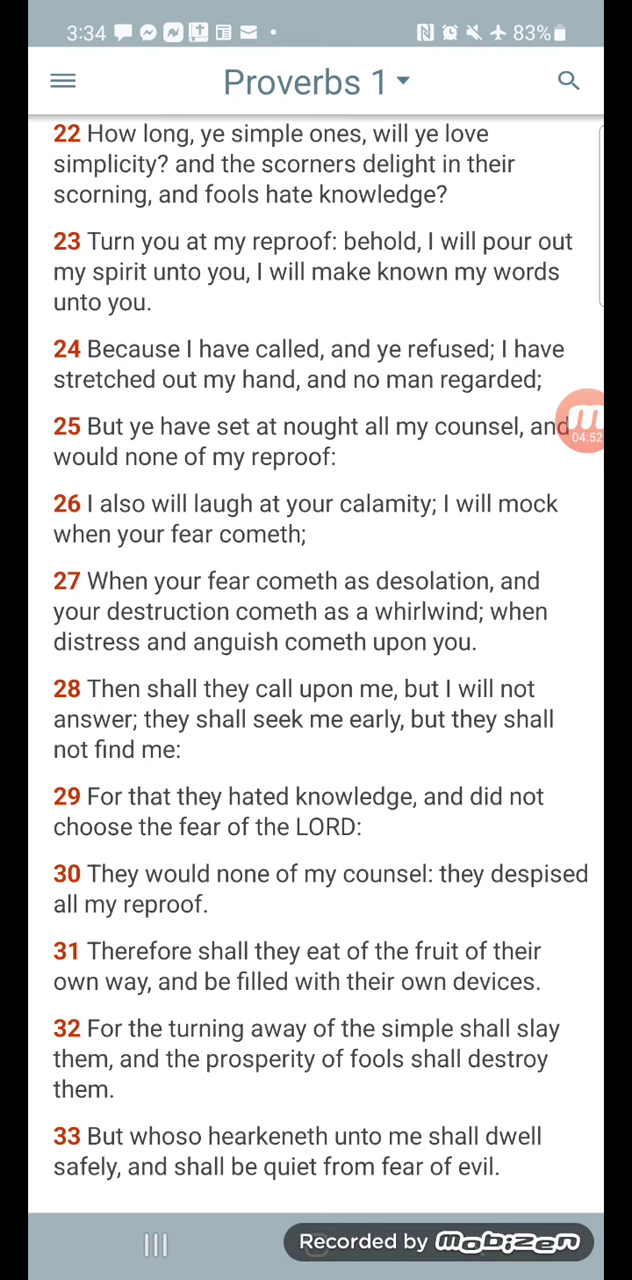 3:34 83%
Proverbs 1
22 How long, ye simple ones, will ye love
simplicity? and the scorners delight in their
scorning, and fools hate knowledge?
23 Turn you at my reproof: behold, I will pour out
my spirit unto you, I will make known my words
unto you.
24 Because I have called, and ye refused; I have
stretched out my hand, and no man regarded;
25 But ye have set at nought all my counsel, and
would none of my reproof:
04:52
26 I also will laugh at your calamity; I will mock
when your fear cometh;
27 When your fear cometh as desolation, and
your destruction cometh as a whirlwind; when
distress and anguish cometh upon you.
28 Then shall they call upon me, but I will not
answer; they shall seek me early, but they shall
not find me:
29 For that they hated knowledge, and did not
choose the fear of the LORD:
30 They would none of my counsel: they despised
all my reproof.
31 Therefore shall they eat of the fruit of their
own way, and be filled with their own devices.
32 For the turning away of the simple shall slay
them, and the prosperity of fools shall destroy
them.
33 But whoso hearkeneth unto me shall dwell
safely, and shall be quiet from fear of evil.
Recorded by mobizen